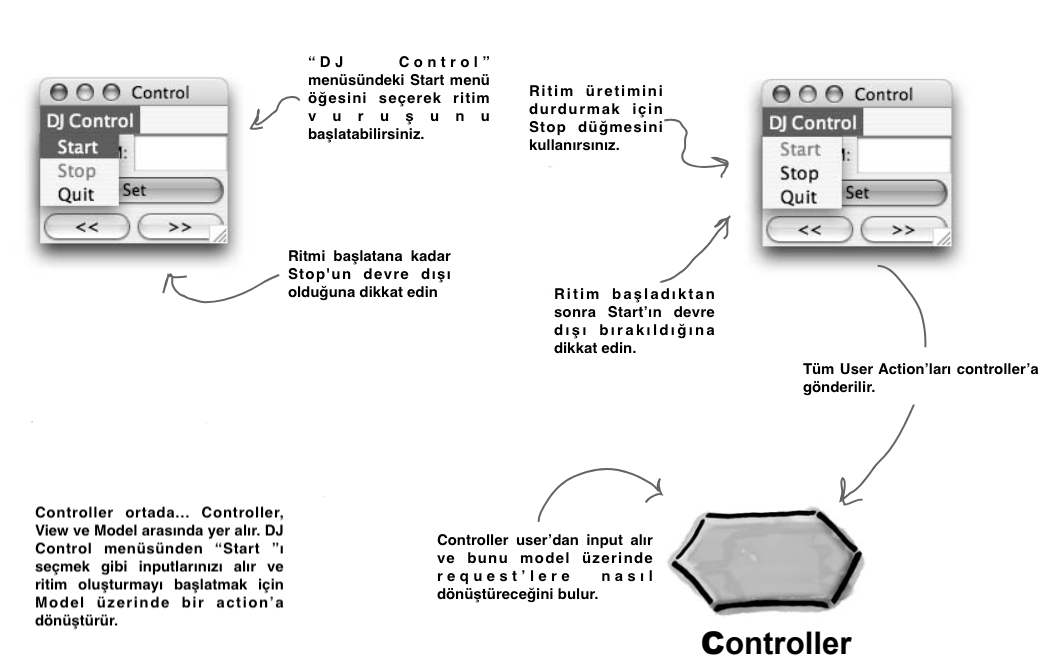 “DJ Control”
menüsündeki Start menü
öğesini seçerek ritim
vuruşunu
başlatabilirsiniz.
Control
DJ Control
Start
Stop
Quit
Set
<<
>>
Ritmi başlatana kadar
Stop'un devre dışı
olduğuna dikkat edin
Ritim üretimini
durdurmak için
Stop düğmesini
kullanırsınız.
Control
DJ Control
Start
Stop
Quit
Set
<<
>>
Ritim başladıktan
sonra Start’ın devre
dışı bırakıldığına
dikkat edin.
Tüm User Action’ları controller’a
gönderilir.
Controller ortada... Controller,
View ve Model arasında yer alır. DJ
Control menüsünden “Start ”ı
seçmek gibi inputlarınızı alır ve
ritim oluşturmayı başlatmak için
Model üzerinde bir action’a
dönüştürür.
Controller user’dan input alır
ve bunu model üzerinde
request’lere nasıl
dönüştüreceğini bulur.
Controller